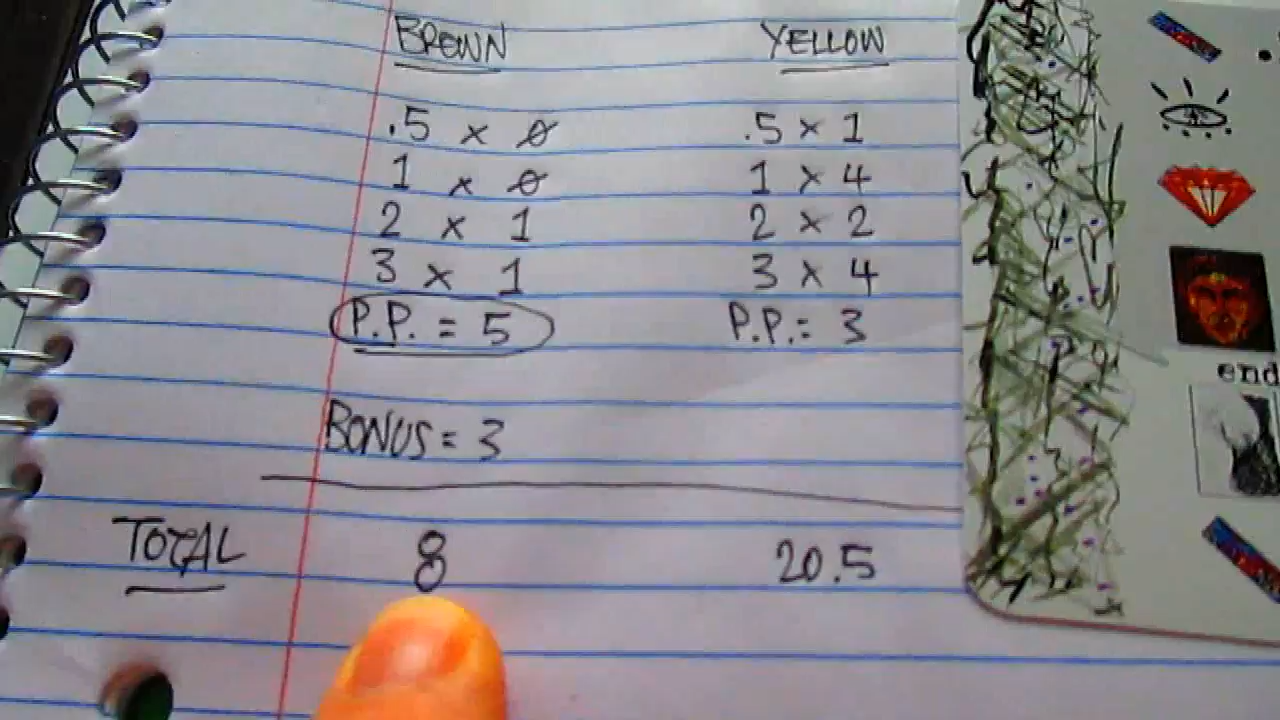 BROWN YELLOW
.5 x 0 .5 x 1
1 x 0 1 x 4
2 x 1 2 x 2
3 x 1 3 x 4
P.P. = 5 P.P.= 3
end
BONUS = 3
TOTAL 8 20.5